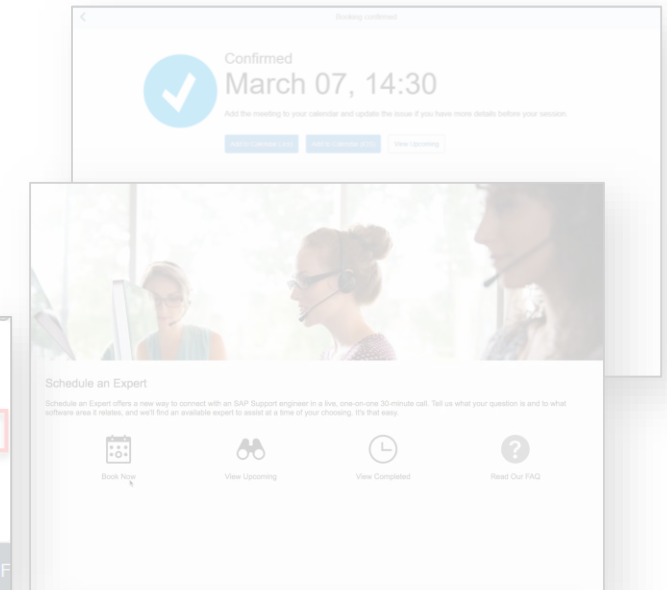 Booking confirmed
Confirmed
March 07, 14:30
Add the meeting to your calendar and update the issue if you have more details before your session.
View Upcoming
Schedule an Expert
Schedule an Expert offers a new way to connect with an SAP Support engineer in a live, one-on-one 30-minute call. Tell us what your question is and to what
software area it relates, and we'll find an available expert to assist at a time of your choosing. It's that easy.
Book Now
View Upcoming
View Completed
Read Our FAQ
F